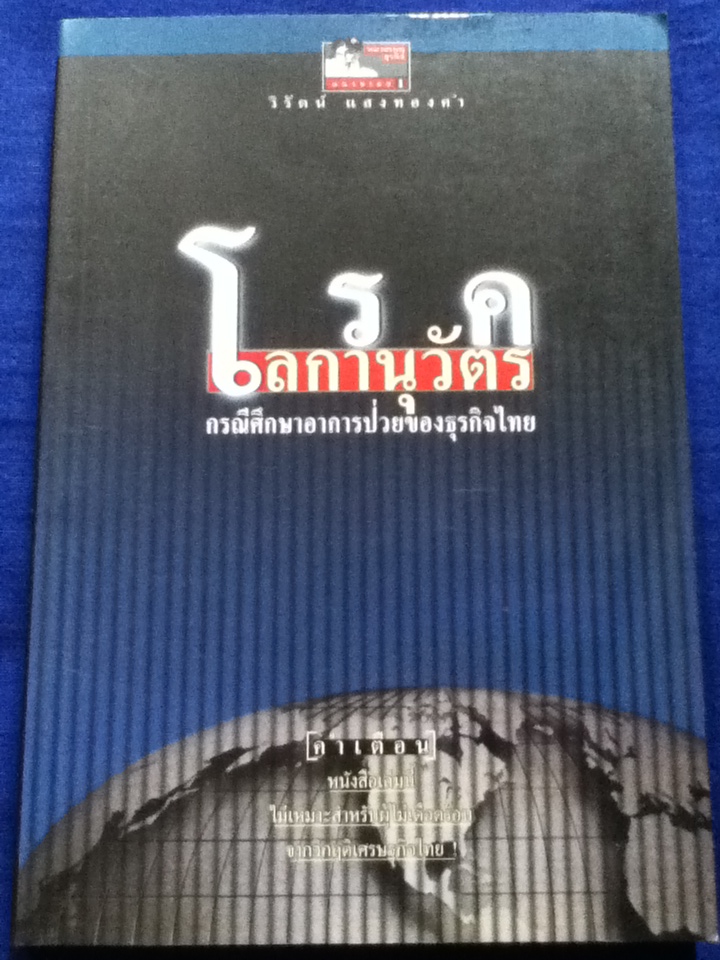 วิรัตน์ แสงทองคำ
โรค
โลกานุวัตร
กรณีศึกษาอาการป่วยของธุรกิจไทย
[คำเตือน]
หนังสือเล่มนี้
ไม่เหมาะสำหรับผู้ไม่เดือดร้อน
จากวิกฤติเศรษฐกิจไทย !